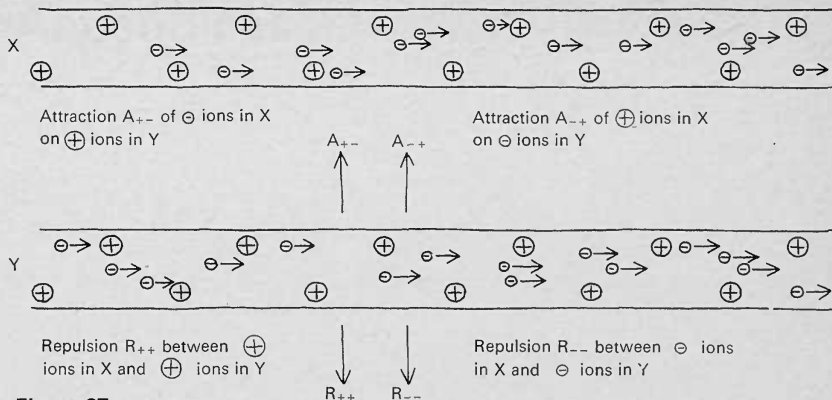 X
Attraction A₊₋ of ⊖ ions in X
on ⊕ ions in Y
A₊₋ A₋₊
Attraction A₋₊ of ⊕ ions in X
on ⊖ ions in Y
Y
Repulsion R₊₊ between ⊕
ions in X and ⊕ ions in Y
R₊₊ R₋₋
Repulsion R₋₋ between ⊖ ions
in X and ⊖ ions in Y